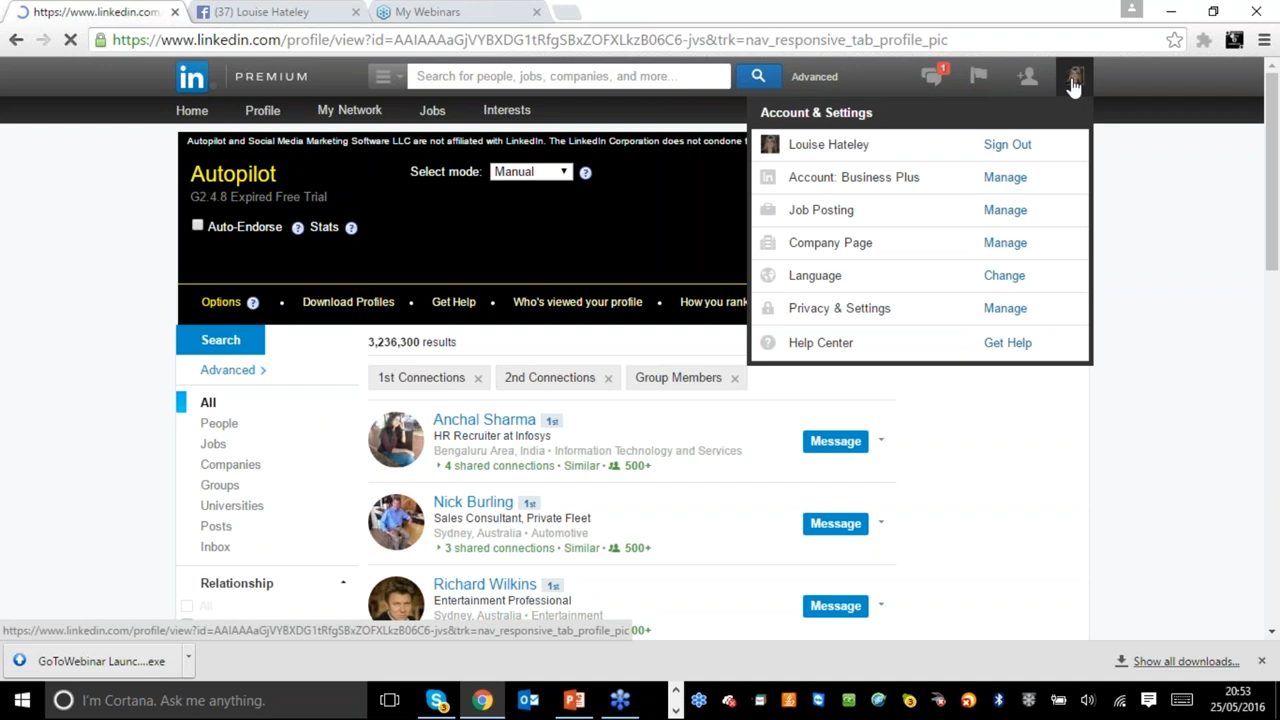 https://www.linkedin.com
(37) Louise Hateley
My Webinars
https://www.linkedin.com/profile/view?id=AAIAAAaGjVYBXDG1tRfgSBxZOFXLkzB06C6-jvs&trk=nav_responsive_tab_profile_pic
in PREMIUM
Search for people, jobs, companies, and more...
Advanced
1
Home Profile My Network Jobs Interests
Account & Settings
Louise Hateley Sign Out
Account: Business Plus Manage
Job Posting Manage
Company Page Manage
Language Change
Privacy & Settings Manage
Help Center Get Help
Autopilot and Social Media Marketing Software LLC are not affiliated with LinkedIn. The LinkedIn Corporation does not condone
Autopilot
G2.4.8 Expired Free Trial
Select mode: Manual ?
Auto-Endorse ? Stats ?
Options ? • Download Profiles • Get Help • Who's viewed your profile • How you rank
Search
Advanced >
All
People
Jobs
Companies
Groups
Universities
Posts
Inbox
Relationship
All
3,236,300 results
1st Connections × 2nd Connections × Group Members ×
Anchal Sharma 1st
HR Recruiter at Infosys
Bengaluru Area, India • Information Technology and Services
4 shared connections • Similar • 500+
Message
Nick Burling 1st
Sales Consultant, Private Fleet
Sydney, Australia • Automotive
3 shared connections • Similar • 500+
Message
Richard Wilkins 1st
Entertainment Professional
Sydney, Australia • Entertainment
Message
https://www.linkedin.com/profile/view?id=AAIAAAaGjVYBXDG1tRfgSBxZOFXLkzB06C6-jvs&trk=nav_responsive_tab_profile_pic
00+
GoToWebinar Launc....exe
Show all downloads...
I'm Cortana. Ask me anything.
20:53
25/05/2016